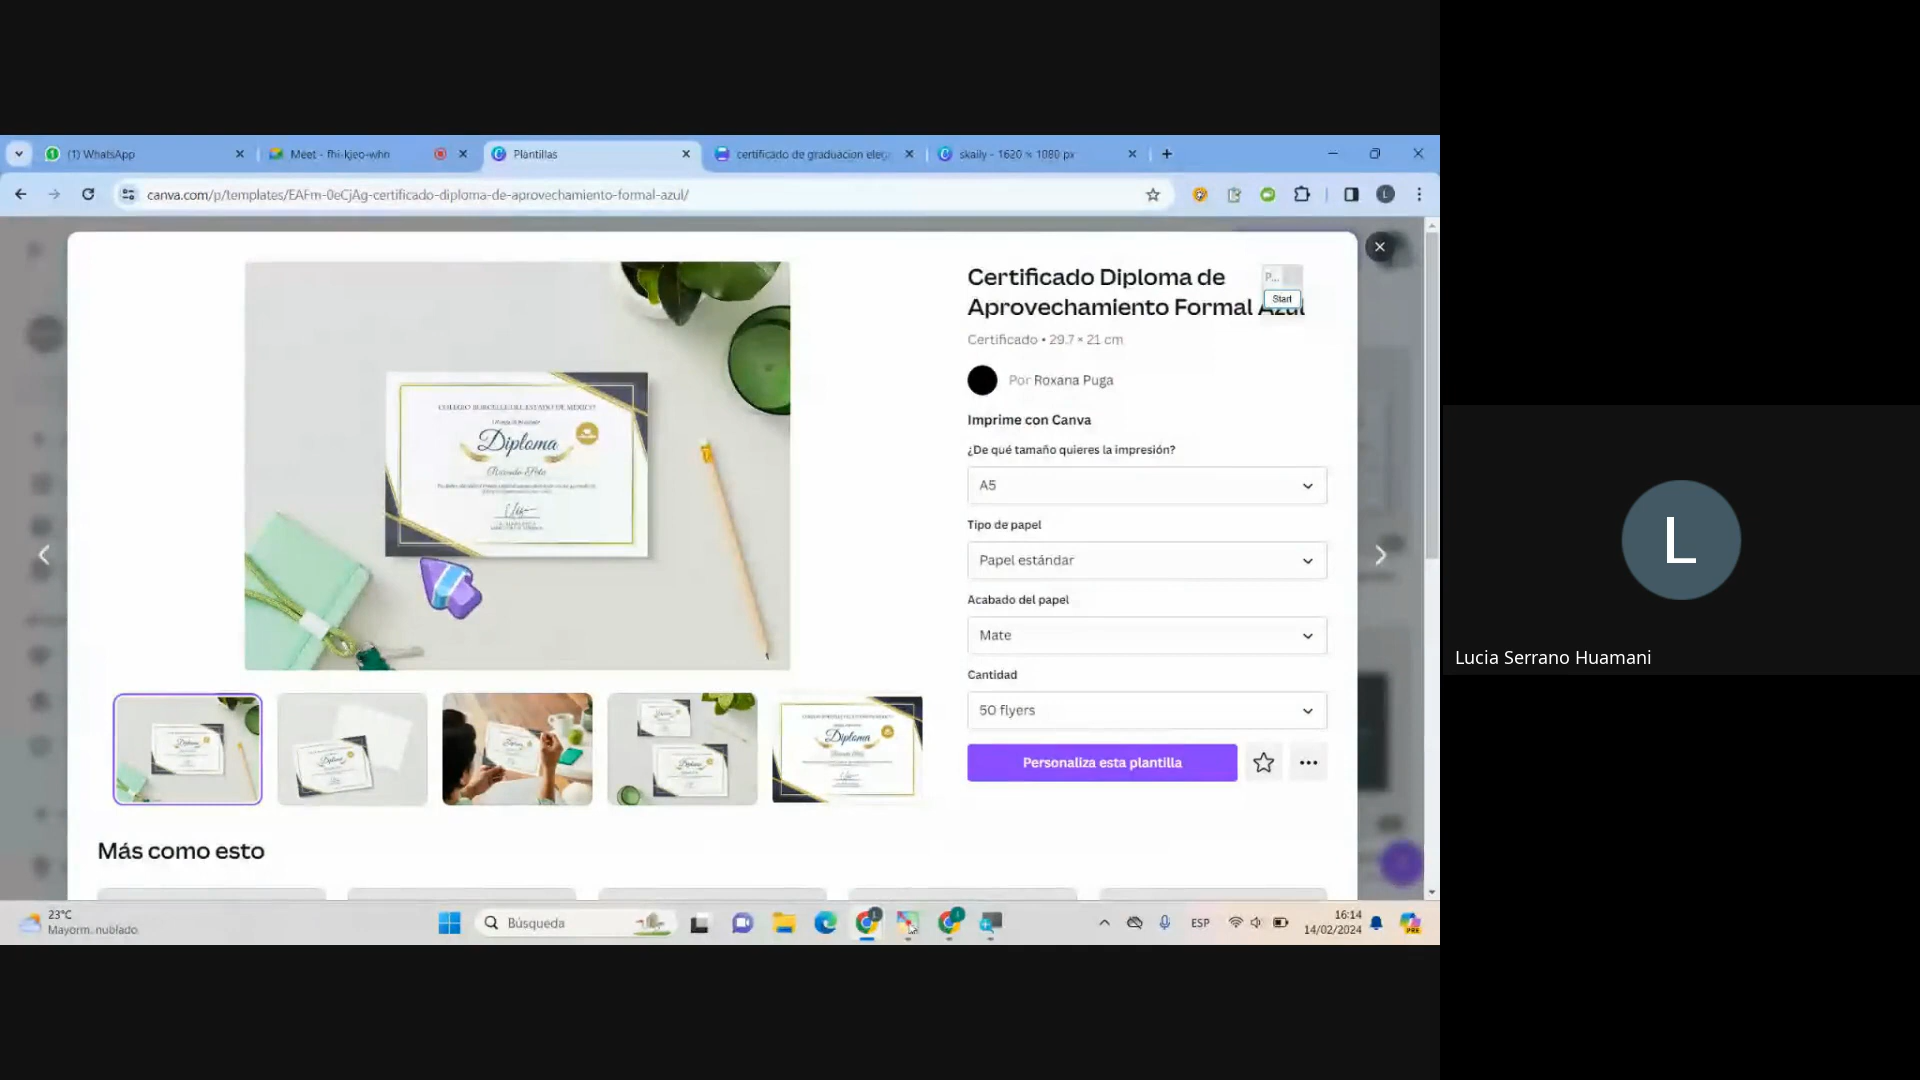 (1) WhatsApp
Meet - fhi-kjeo-whn
Plantillas
certificado de graduacion eleg
skaily - 1620 × 1080 px
canva.com/p/templates/EAFm-0eCjAg-certificado-diploma-de-aprovechamiento-formal-azul/
Certificado Diploma de
Aprovechamiento Formal Azul
P...
Start
Certificado • 29.7 × 21 cm
Por Roxana Puga
Imprime con Canva
¿De qué tamaño quieres la impresión?
A5
Tipo de papel
Papel estándar
Acabado del papel
Mate
Cantidad
50 flyers
Personaliza esta plantilla
Diploma
Diploma
Más como esto
L
Lucia Serrano Huamani
23°C
Mayorm. nublado
Búsqueda
ESP
16:14
14/02/2024